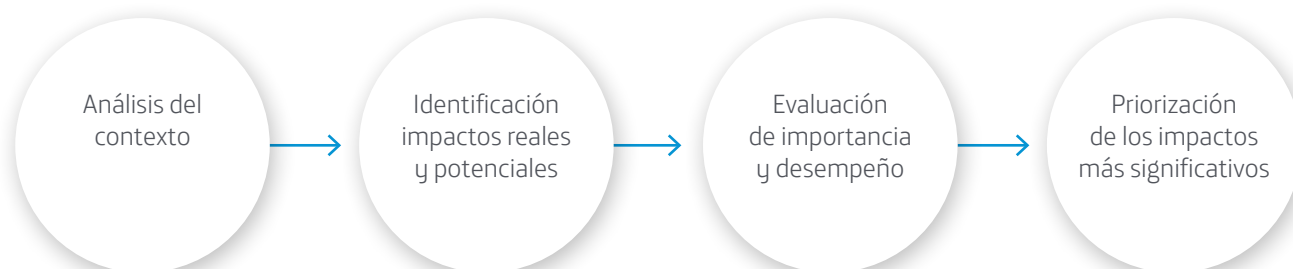 Análisis del
contexto
Identificación
impactos reales
y potenciales
Evaluación
de importancia
y desempeño
Priorización
de los impactos
más significativos